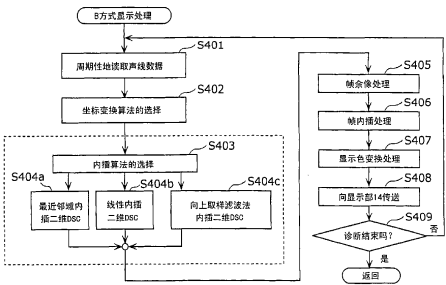 B方式显示处理
S401
周期性地读取声线数据
S402
坐标变换算法的选择
S403
内插算法的选择
S404a
最近邻域内
插二维DSC
S404b
线性内插
二维DSC
S404c
向上取样滤波法
内插二维DSC
S405
帧余像处理
S406
帧内插处理
S407
显示色变换处理
S408
向显示部14传送
S409
诊断结束吗?
否
是
返回